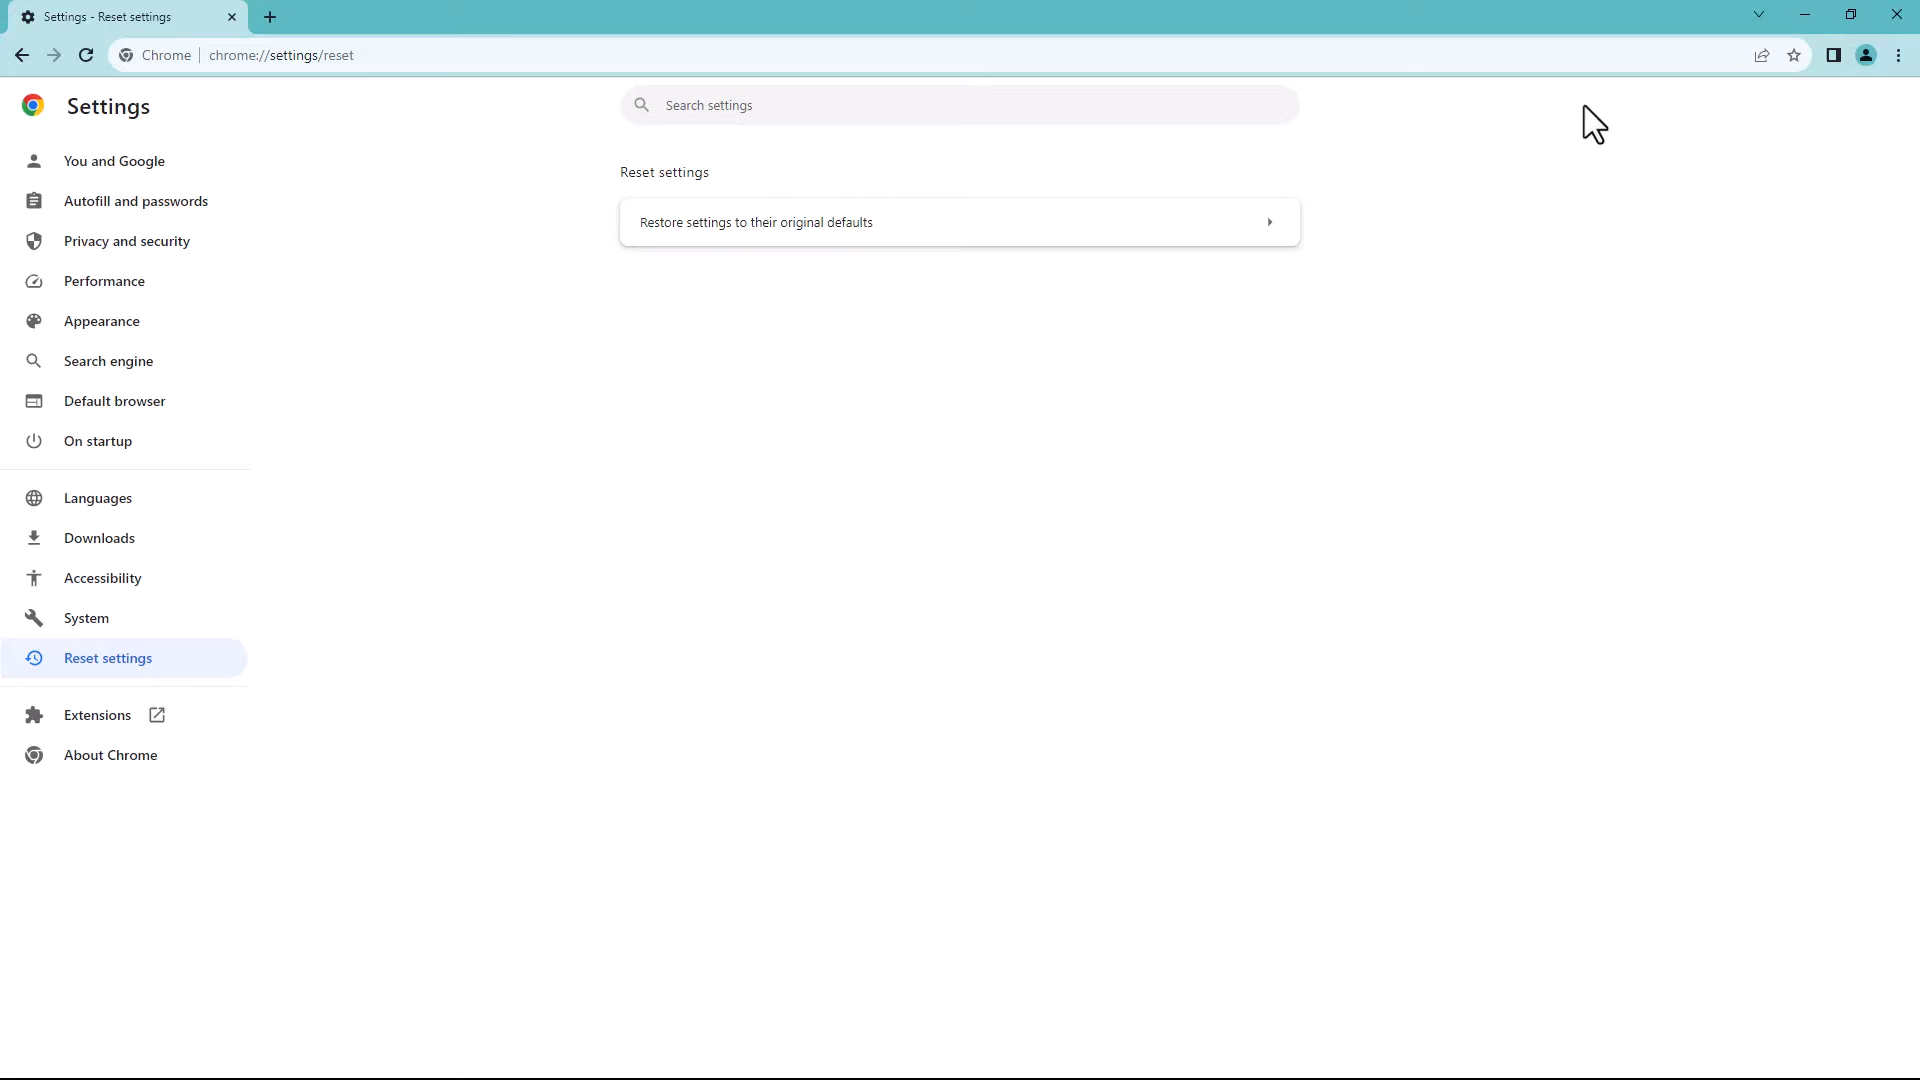 Settings - Reset settings
Chrome chrome://settings/reset
Settings
Search settings
You and Google
Autofill and passwords
Privacy and security
Performance
Appearance
Search engine
Default browser
On startup
Languages
Downloads
Accessibility
System
Reset settings
Extensions
About Chrome
Reset settings
Restore settings to their original defaults